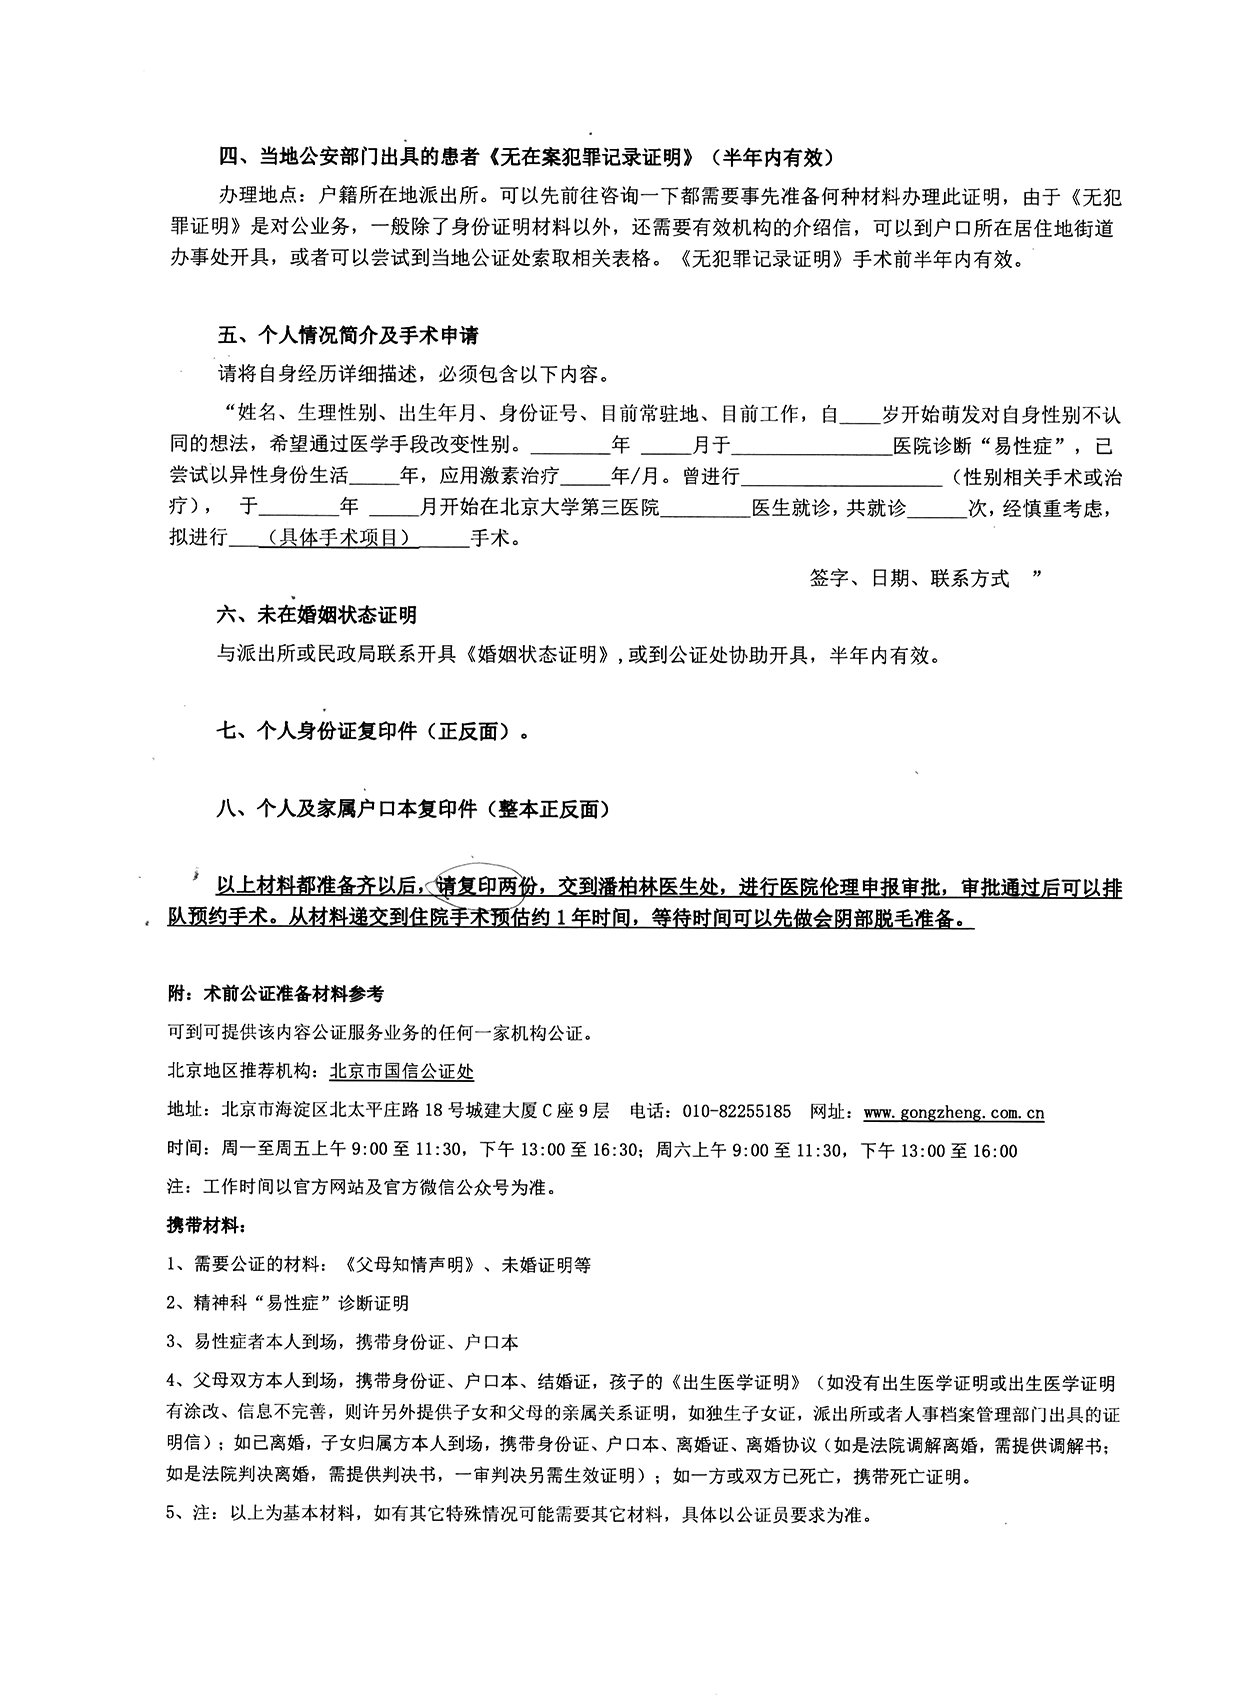 四、当地公安部门出具的患者《无在案犯罪记录证明》（半年内有效）
办理地点：户籍所在地派出所。可以先前往咨询一下都需要事先准备何种材料办理此证明，由于《无犯
罪证明》是对公业务，一般除了身份证明材料以外，还需要有效机构的介绍信，可以到户口所在居住地街道
办事处开具，或者可以尝试到当地公证处索取相关表格。《无犯罪记录证明》手术前半年内有效。
五、个人情况简介及手术申请
请将自身经历详细描述，必须包含以下内容。
“姓名、生理性别、出生年月、身份证号、目前常驻地、目前工作，自____岁开始萌发对自身性别不认
同的想法，希望通过医学手段改变性别。________年 _____月于________________医院诊断“易性症”，已
尝试以异性身份生活_____年，应用激素治疗_____年/月。曾进行____________________（性别相关手术或治
疗）， 于________年 _____月开始在北京大学第三医院_________医生就诊，共就诊______次，经慎重考虑，
拟进行___（具体手术项目）_____手术。
签字、日期、联系方式 ”
六、未在婚姻状态证明
与派出所或民政局联系开具《婚姻状态证明》,或到公证处协助开具，半年内有效。
七、个人身份证复印件（正反面）。
八、个人及家属户口本复印件（整本正反面）
以上材料都准备齐以后，请复印两份，交到潘柏林医生处，进行医院伦理申报审批，审批通过后可以排
队预约手术。从材料递交到住院手术预估约 1 年时间，等待时间可以先做会阴部脱毛准备。
附：术前公证准备材料参考
可到可提供该内容公证服务业务的任何一家机构公证。
北京地区推荐机构：北京市国信公证处
地址：北京市海淀区北太平庄路 18 号城建大厦 C 座 9 层 电话：010-82255185 网址：www.gongzheng.com.cn
时间：周一至周五上午 9:00 至 11:30，下午 13:00 至 16:30；周六上午 9:00 至 11:30，下午 13:00 至 16:00
注：工作时间以官方网站及官方微信公众号为准。
携带材料：
1、需要公证的材料：《父母知情声明》、未婚证明等
2、精神科“易性症”诊断证明
3、易性症者本人到场，携带身份证、户口本
4、父母双方本人到场，携带身份证、户口本、结婚证，孩子的《出生医学证明》（如没有出生医学证明或出生医学证明
有涂改、信息不完善，则许另外提供子女和父母的亲属关系证明，如独生子女证，派出所或者人事档案管理部门出具的证
明信）；如已离婚，子女归属方本人到场，携带身份证、户口本、离婚证、离婚协议（如是法院调解离婚，需提供调解书；
如是法院判决离婚，需提供判决书，一审判决另需生效证明）；如一方或双方已死亡，携带死亡证明。
5、注：以上为基本材料，如有其它特殊情况可能需要其它材料，具体以公证员要求为准。